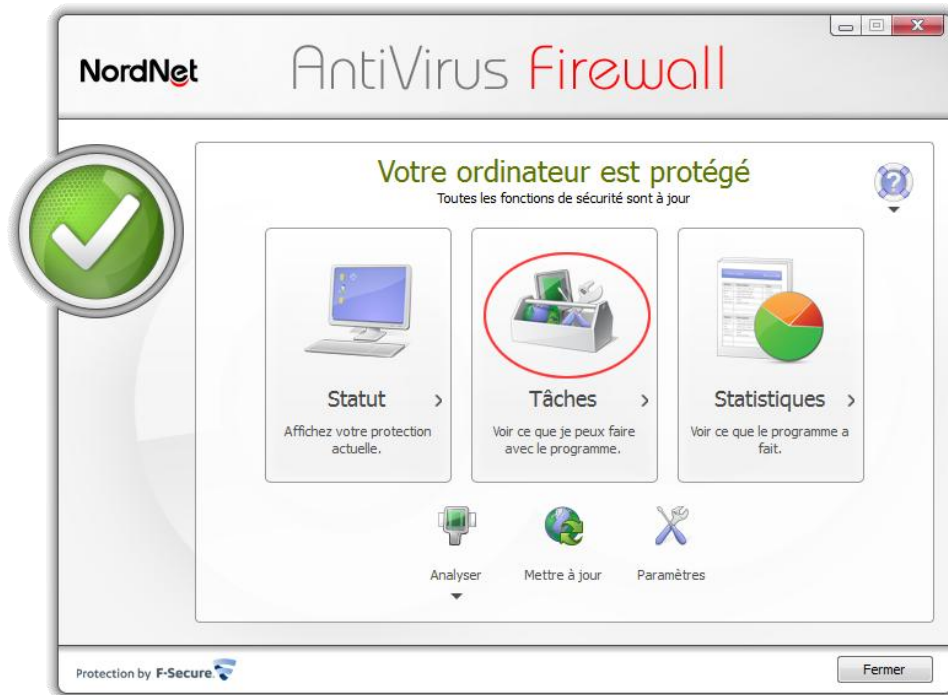 NordNet
AntiVirus Firewall
Votre ordinateur est protégé
Toutes les fonctions de sécurité sont à jour
Statut
Affichez votre protection
actuelle.
Tâches
Voir ce que je peux faire
avec le programme.
Statistiques
Voir ce que le programme a
fait.
Analyser
Mettre à jour
Paramètres
Protection by F-Secure.
Fermer